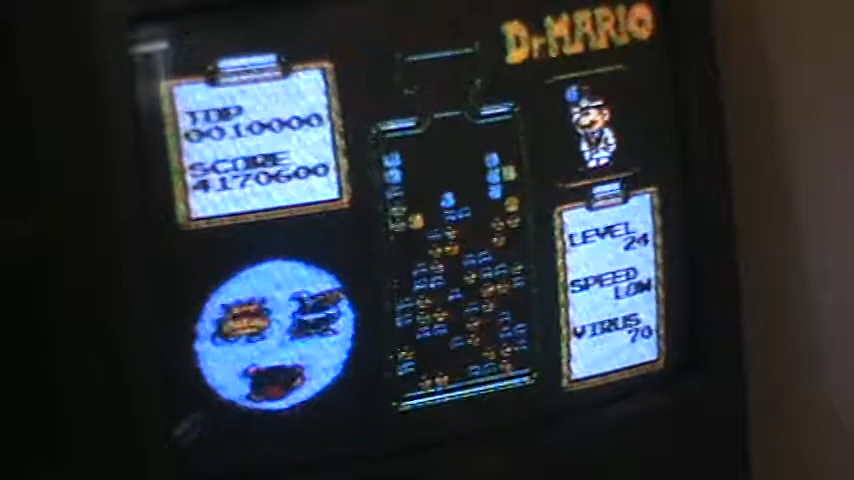 Dr.MARIO
TOP
0010000
SCORE
4170600
LEVEL
24
SPEED
LOW
VIRUS
70